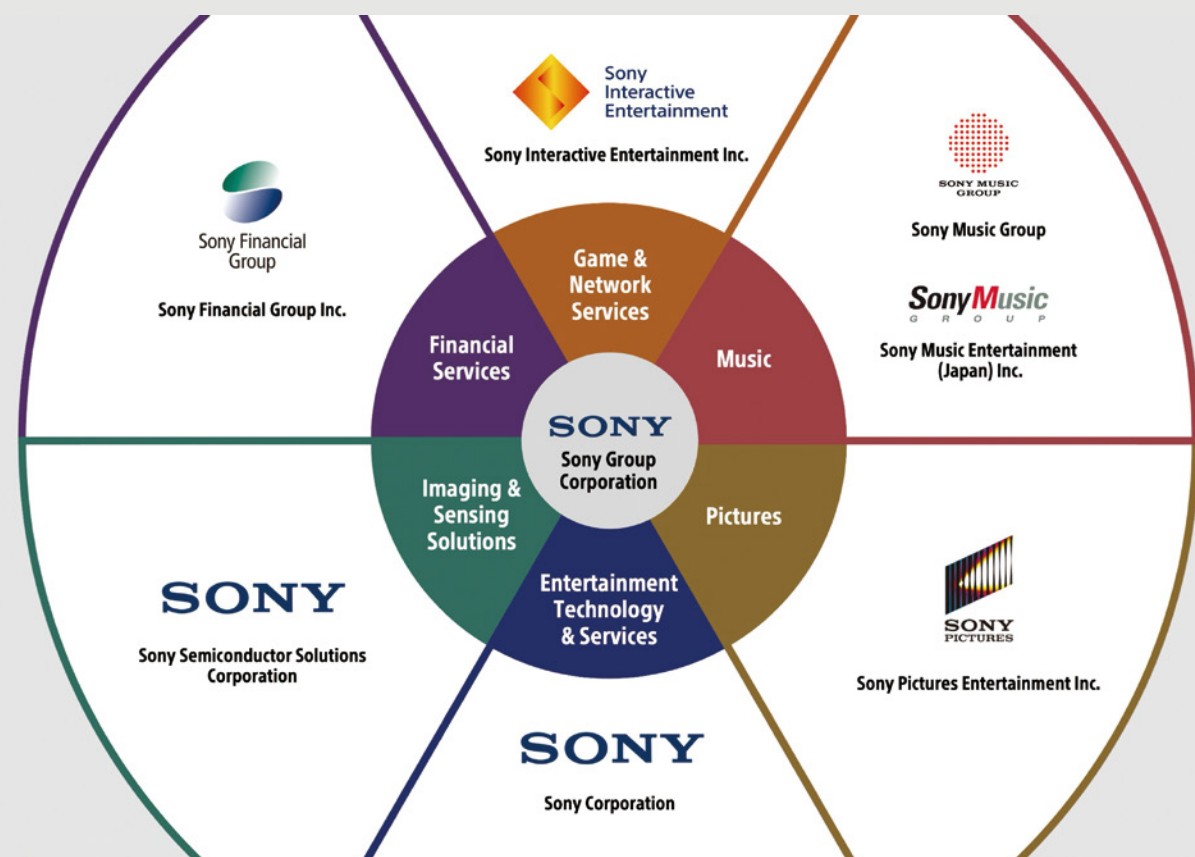 Sony
Interactive
Entertainment
Sony Interactive Entertainment Inc.
SONY MUSIC
GROUP
Sony Music Group
SonyMusic
GROUP
Sony Music Entertainment
(Japan) Inc.
Sony Financial
Group
Sony Financial Group Inc.
Game &
Network
Services
Financial
Services
Music
SONY
Sony Group
Corporation
Imaging &
Sensing
Solutions
Pictures
Entertainment
Technology
& Services
SONY
Sony Semiconductor Solutions
Corporation
SONY
PICTURES
Sony Pictures Entertainment Inc.
SONY
Sony Corporation